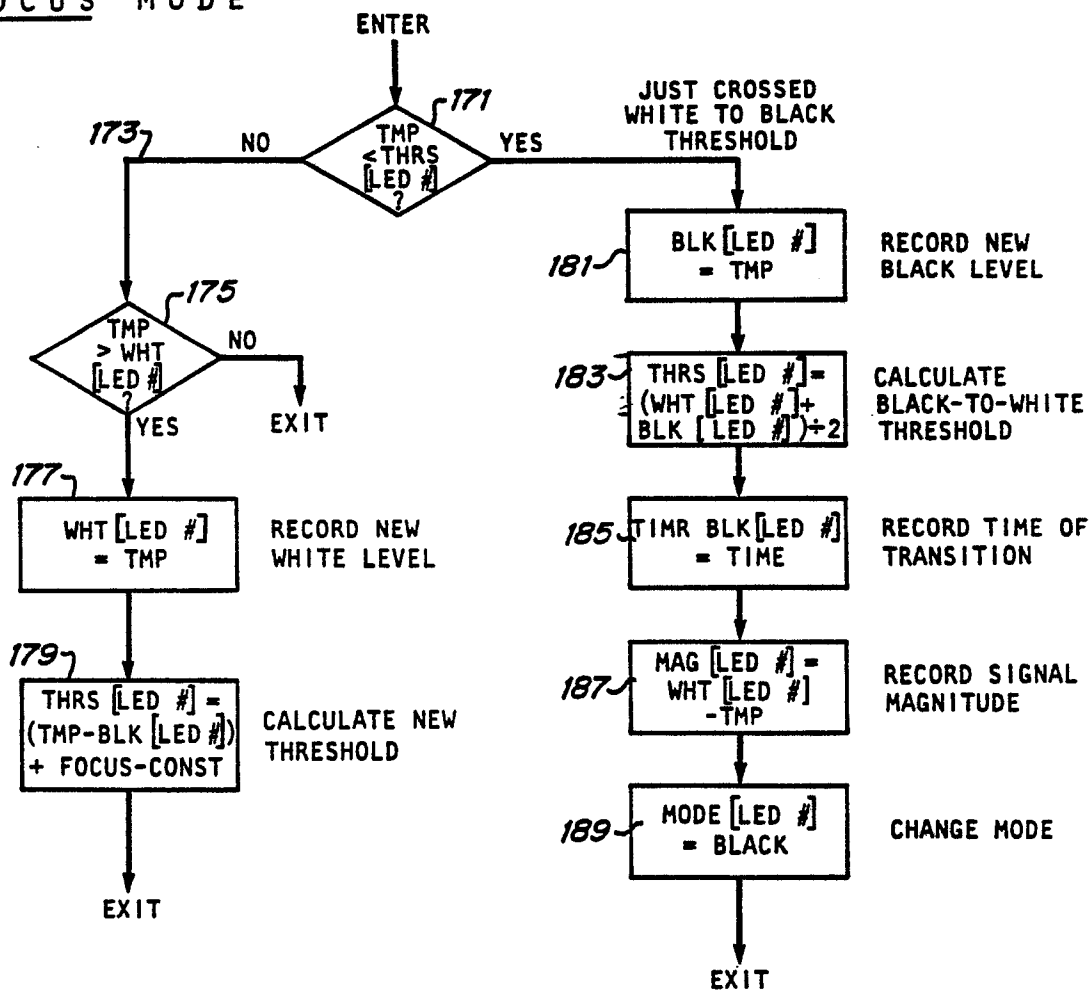 OCUS MODE
ENTER
171
TMP
< THRS
[LED #]
?
NO
YES
173
JUST CROSSED
WHITE TO BLACK
THRESHOLD
181
BLK [LED #]
= TMP
RECORD NEW
BLACK LEVEL
175
TMP
> WHT
[LED #]
?
NO
EXIT
YES
183
THRS [LED #] =
(WHT [LED #] +
BLK [LED #]) ÷ 2
CALCULATE
BLACK-TO-WHITE
THRESHOLD
177
WHT [LED #]
= TMP
RECORD NEW
WHITE LEVEL
185
TIMR BLK [LED #]
= TIME
RECORD TIME OF
TRANSITION
179
THRS [LED #] =
(TMP-BLK [LED #])
+ FOCUS-CONST
CALCULATE NEW
THRESHOLD
187
MAG [LED #] =
WHT [LED #]
-TMP
RECORD SIGNAL
MAGNITUDE
189
MODE [LED #]
= BLACK
CHANGE MODE
EXIT
EXIT